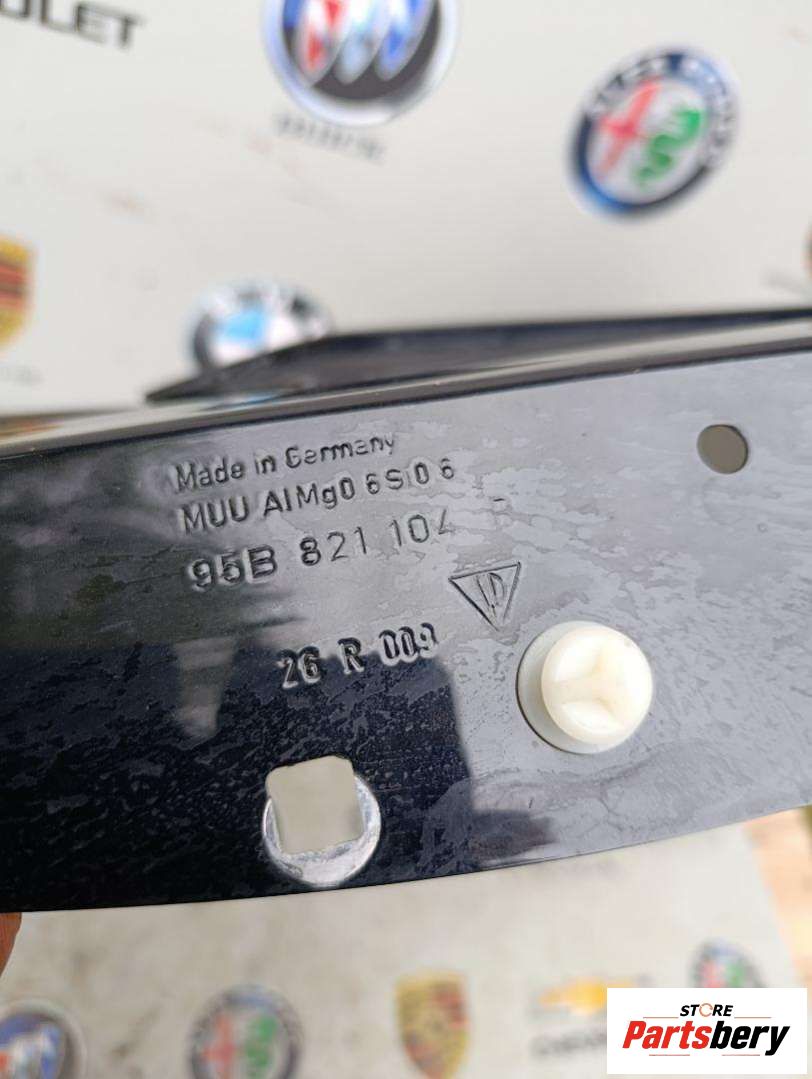 OLET
Made in Germany
MUU AlMg0 6Si0 6
95B 821 104
26 R 009
STORE
Partsbery